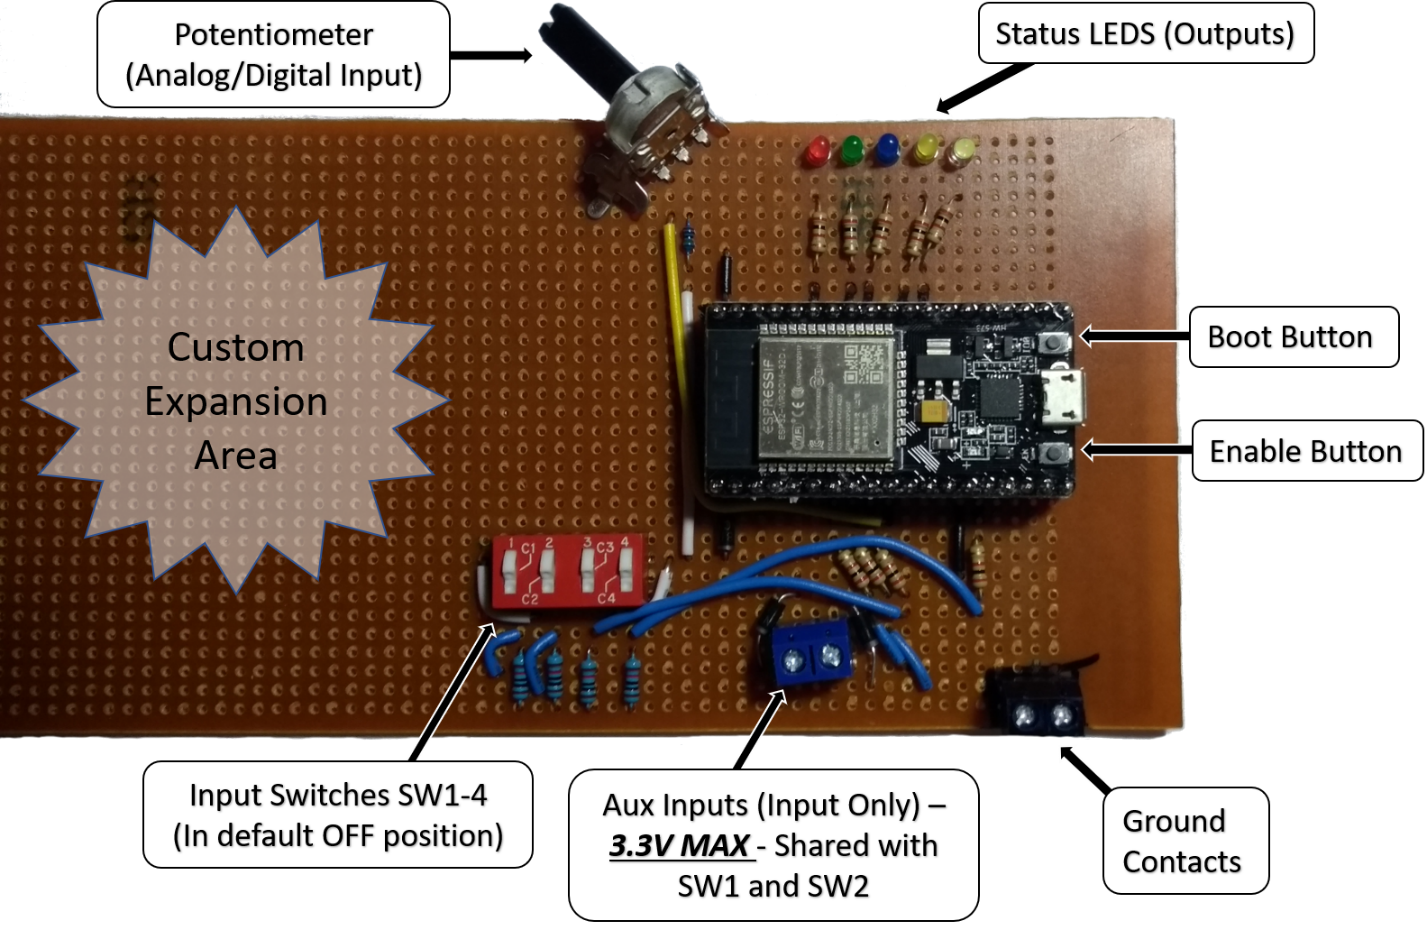 Potentiometer
(Analog/Digital Input)
Status LEDS (Outputs)
Custom
Expansion
Area
Boot Button
Enable Button
HW-573
ESPRESSIF
1 2 3 4
C1 C3
C2 C4
Input Switches SW1-4
(In default OFF position)
Aux Inputs (Input Only) –
3.3V MAX - Shared with
SW1 and SW2
Ground
Contacts